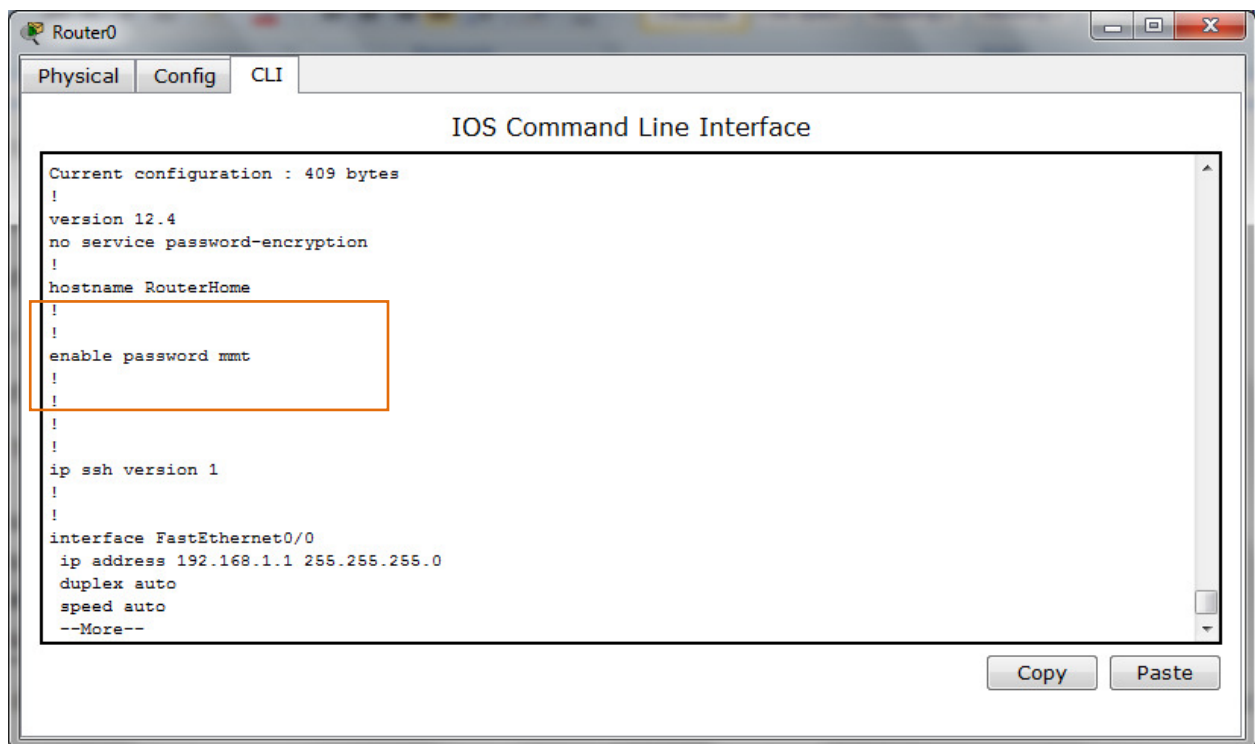 Router0
Physical Config CLI
IOS Command Line Interface
Current configuration : 409 bytes
!
version 12.4
no service password-encryption
!
hostname RouterHome
!
!
enable password mmt
!
!
!
!
ip ssh version 1
!
!
interface FastEthernet0/0
 ip address 192.168.1.1 255.255.255.0
 duplex auto
 speed auto
 --More--
Copy Paste